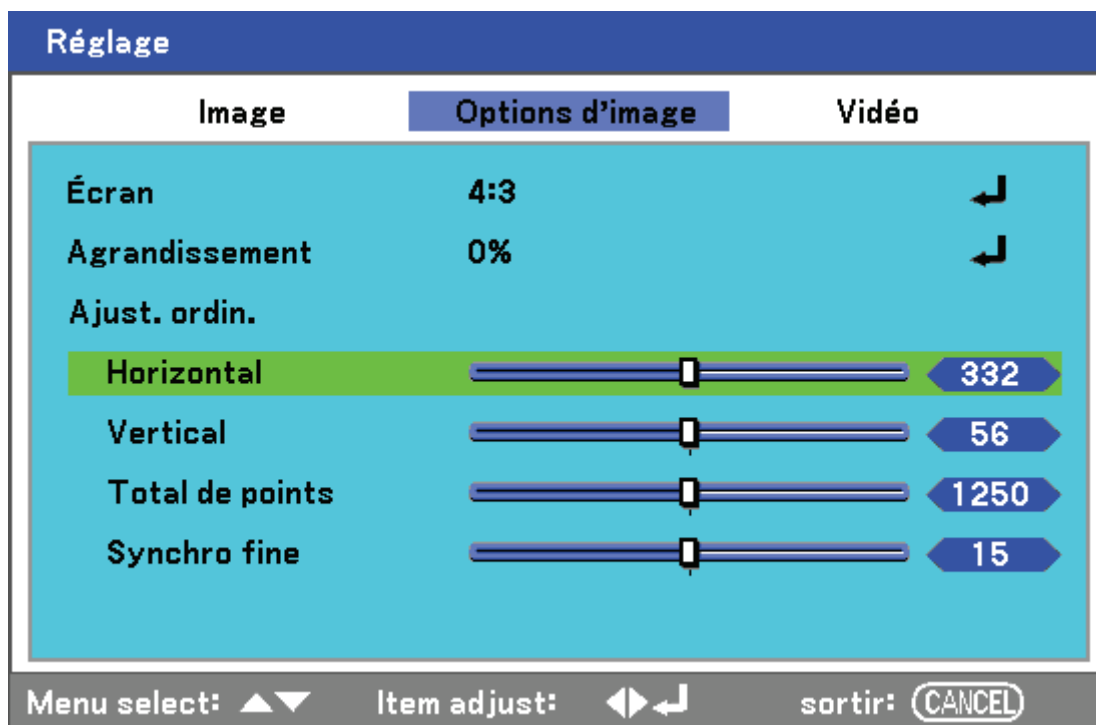 Réglage
Image Options d'image Vidéo
Écran 4:3
Agrandissement 0%
Ajust. ordin.
Horizontal 332
Vertical 56
Total de points 1250
Synchro fine 15
Menu select: Item adjust: sortir: CANCEL